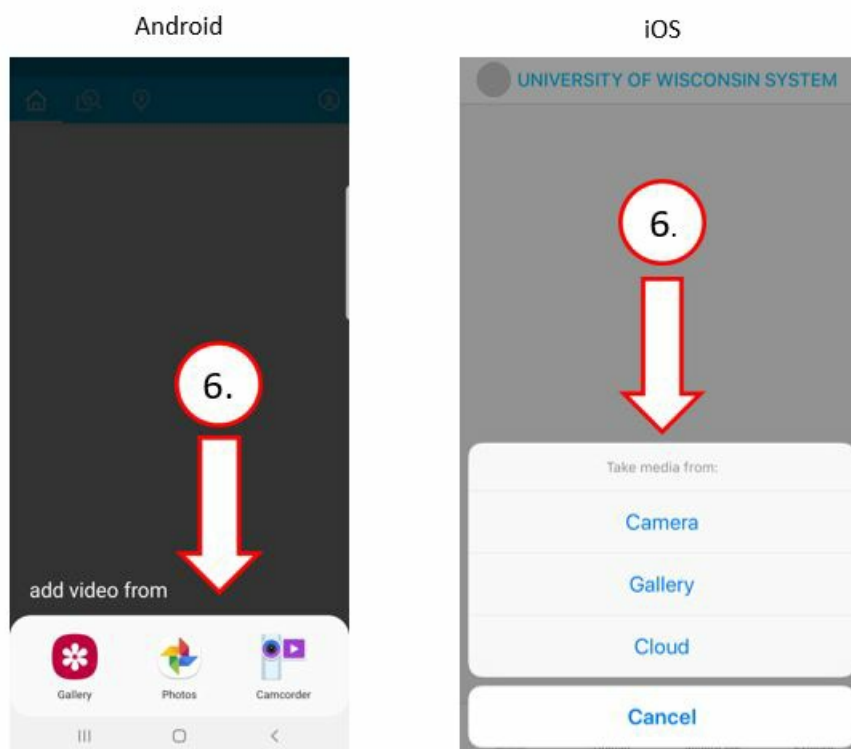 Android
6.
add video from
Gallery
Photos
Camcorder
iOS
UNIVERSITY OF WISCONSIN SYSTEM
6.
Take media from:
Camera
Gallery
Cloud
Cancel